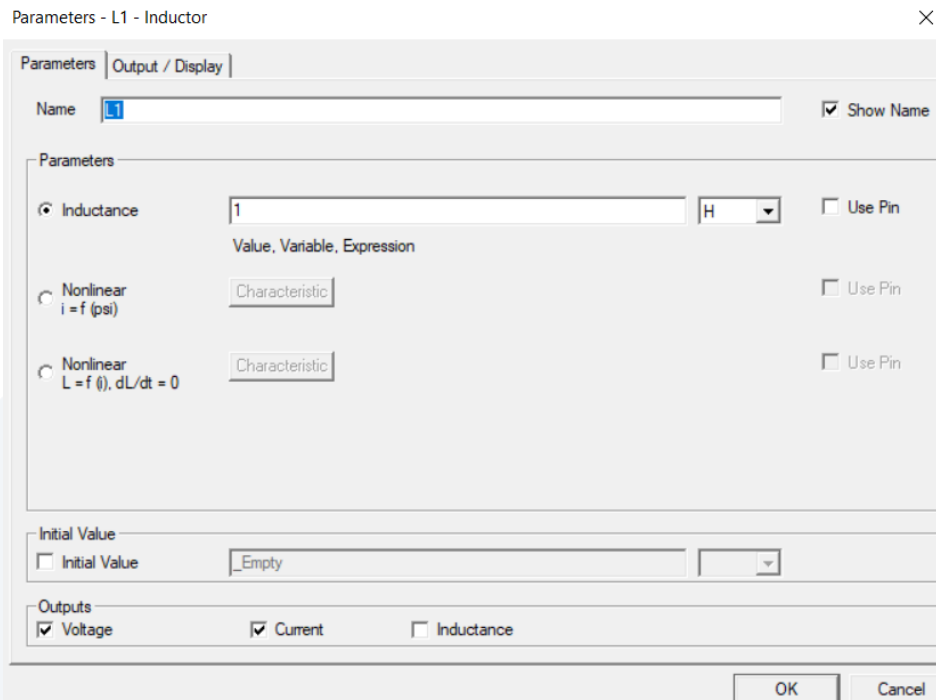 Parameters - L1 - Inductor
Parameters Output / Display
Name L1 Show Name
Parameters
Inductance 1 H Use Pin
Value, Variable, Expression
Nonlinear Characteristic Use Pin
i = f (psi)
Nonlinear Characteristic Use Pin
L = f (i), dL/dt = 0
Initial Value
Initial Value _Empty
Outputs
Voltage Current Inductance
OK Cancel